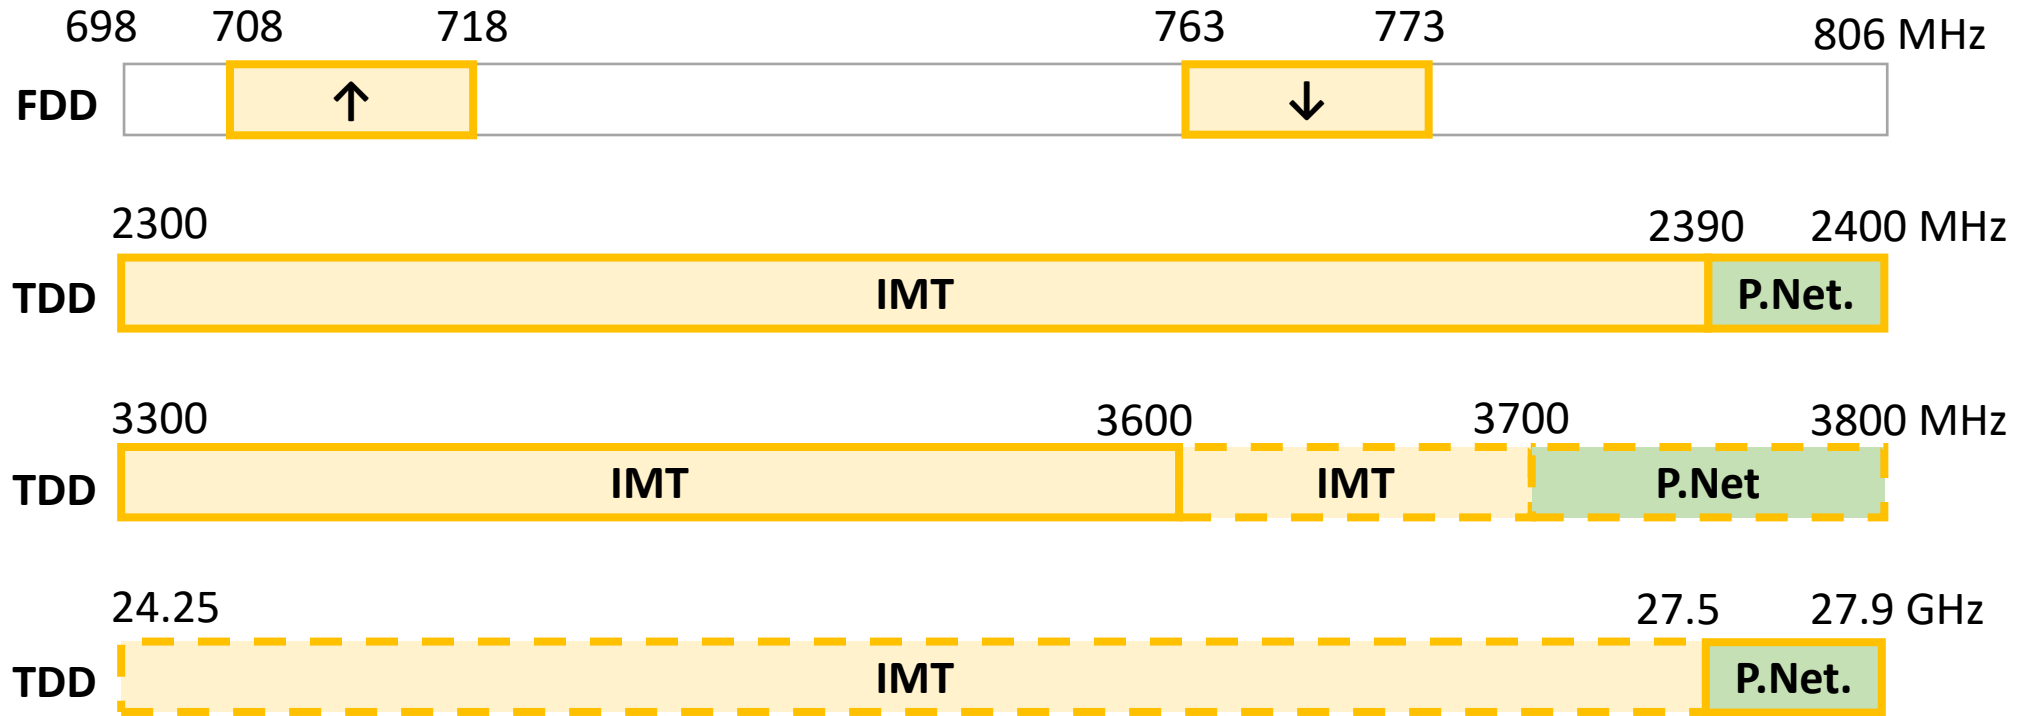 698 708 718 763 773 806 MHz
FDD ↑ ↓
2300 2390 2400 MHz
TDD IMT P.Net.
3300 3600 3700 3800 MHz
TDD IMT IMT P.Net
24.25 27.5 27.9 GHz
TDD IMT P.Net.